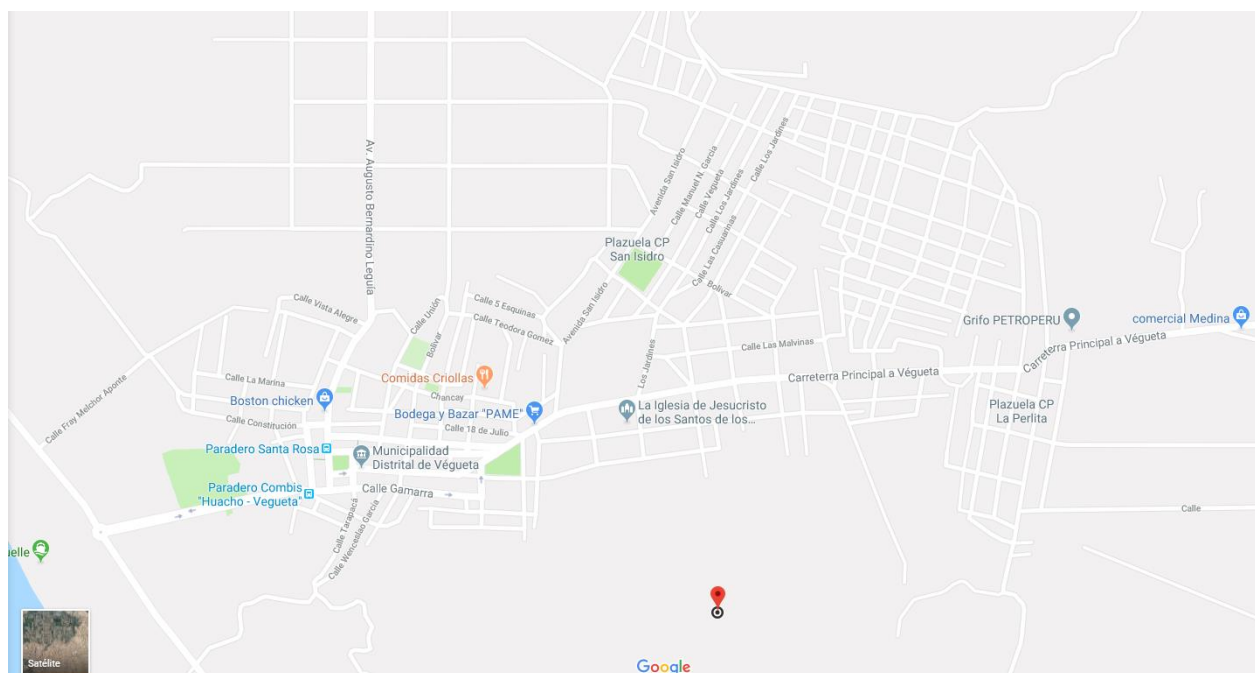 Av. Augusto Bernardino Leguía
Avenida San Isidro
Calle Manuel N. García
Calle Vegueta
Calle Los Jardines
Calle Los Jardines
Calle Las Casuarinas
Plazuela CP
San Isidro
Bolivar
Calle Vista Alegre
Calle Unión
Bolivar
Calle 5 Esquinas
Calle Teodora Gomez
Avenida San Isidro
Grifo PETROPERU
comercial Medina
Carreterra Principal a Végueta
Calle Las Malvinas
Los Jardines
Carreterra Principal a Végueta
Calle Fray Melchor Aponte
Calle La Marina
Comidas Criollas
Chancay
Boston chicken
Bodega y Bazar "PAME"
La Iglesia de Jesucristo
de los Santos de los...
Plazuela CP
La Perlita
Calle Constitución
Calle 18 de Julio
Paradero Santa Rosa
Municipalidad
Distrital de Végueta
Paradero Combis
"Huacho - Vegueta"
Calle Gamarra
Calle Tarapacá
Calle Wenceslao García
Calle
uelle
Satélite
Google